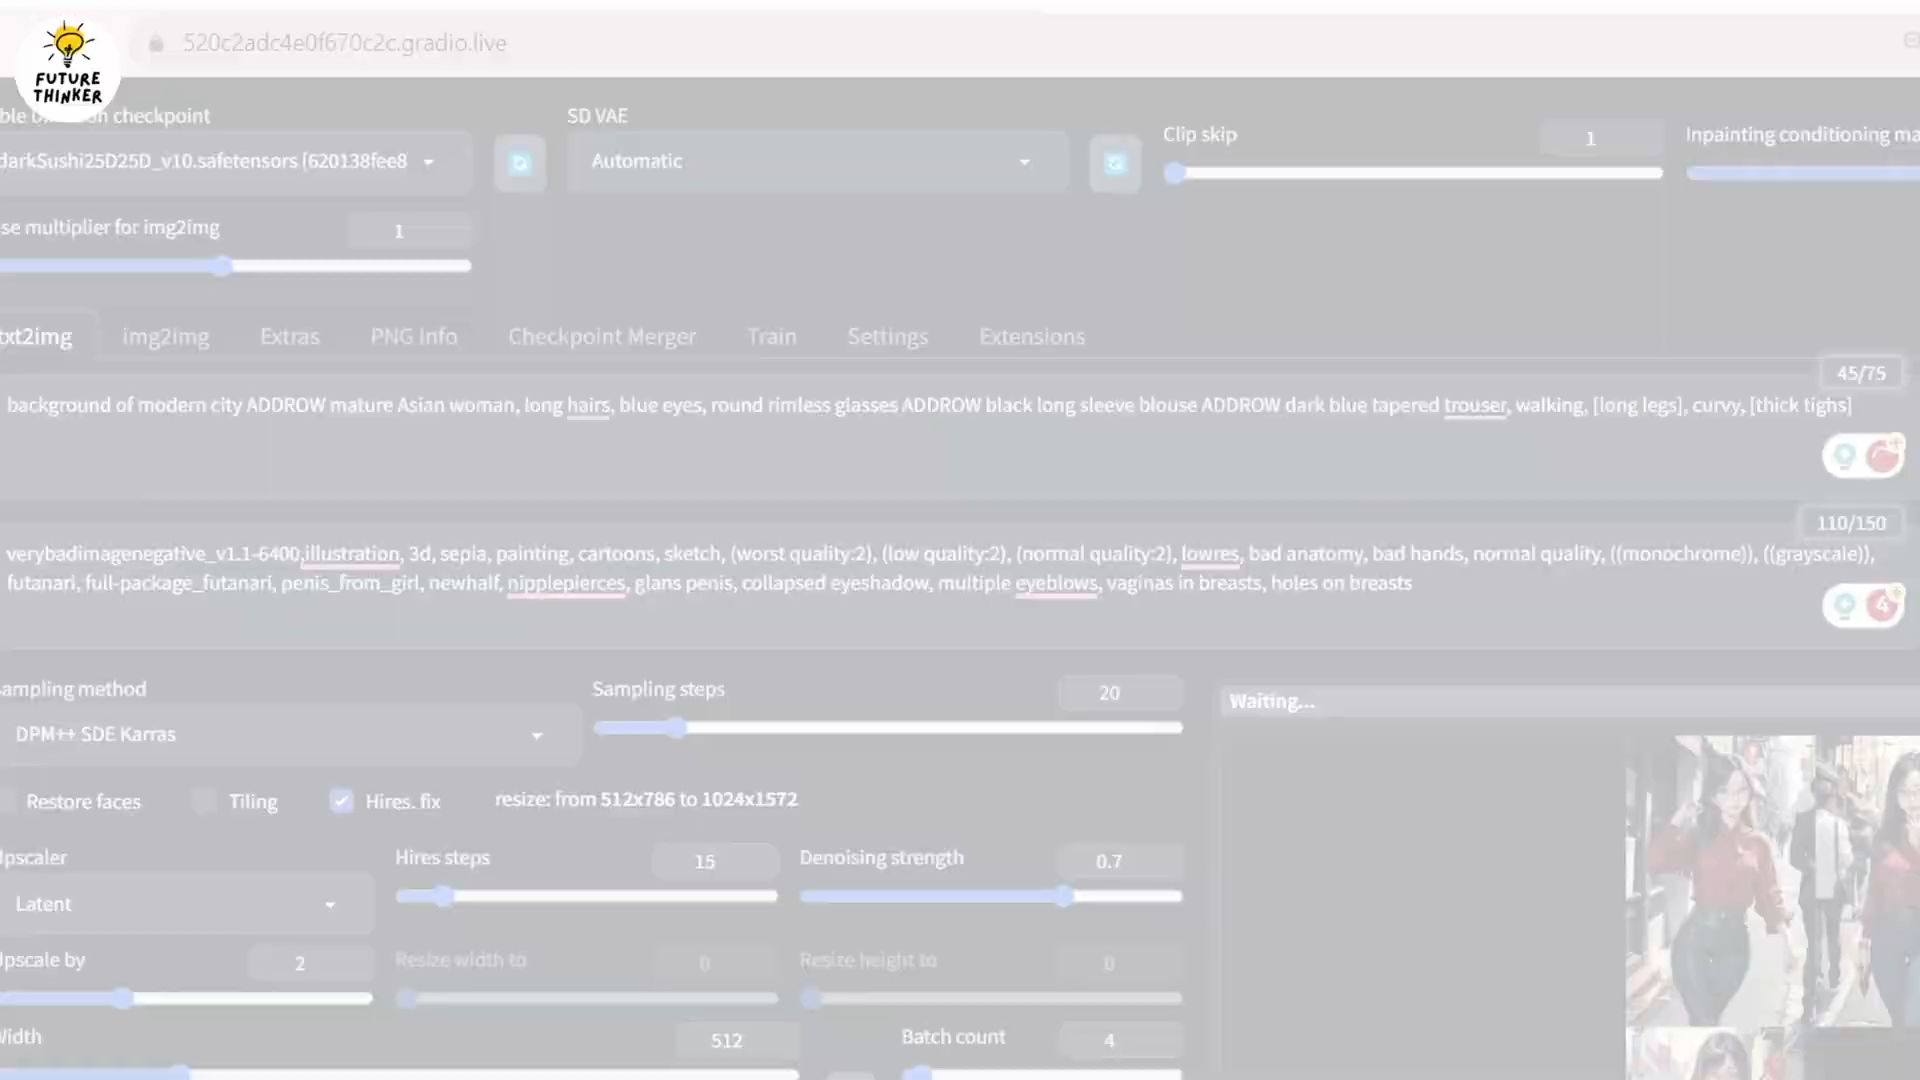 520c2adc4e0f670c2c.gradio.live
FUTURE
THINKER
checkpoint
SD VAE
Clip skip
1
Inpainting conditioning ma
darkSushi25D25D_v10.safetensors [620138fee8
Automatic
se multiplier for img2img
1
txt2img
img2img
Extras
PNG Info
Checkpoint Merger
Train
Settings
Extensions
45/75
background of modern city ADDROW mature Asian woman, long hairs, blue eyes, round rimless glasses ADDROW black long sleeve blouse ADDROW dark blue tapered trouser, walking, [long legs], curvy, [thick tighs]
110/150
verybadimagenegative_v1.1-6400,illustration, 3d, sepia, painting, cartoons, sketch, (worst quality:2), (low quality:2), (normal quality:2), lowres, bad anatomy, bad hands, normal quality, ((monochrome)), ((grayscale)),
futanari, full-package_futanari, penis_from_girl, newhalf, nipplepierces, glans penis, collapsed eyeshadow, multiple eyeblows, vaginas in breasts, holes on breasts
4
ampling method
Sampling steps
20
Waiting...
DPM++ SDE Karras
Restore faces
Tiling
Hires. fix
resize: from 512x786 to 1024x1572
Upscaler
Hires steps
15
Denoising strength
0.7
Latent
Upscale by
2
Resize width to
0
Resize height to
0
Width
512
Batch count
4